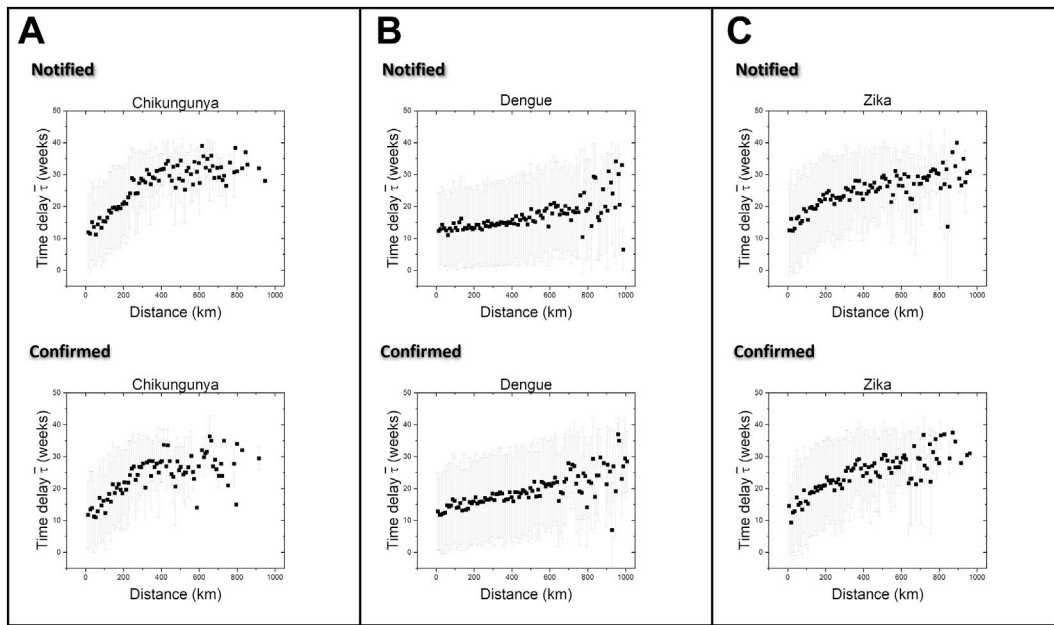 A
Notified
Chikungunya
50
40
30
20
10
0
Time delay τ̅ (weeks)
0 200 400 600 800 1000
Distance (km)
Confirmed
Chikungunya
50
40
30
20
10
0
Time delay τ̅ (weeks)
0 200 400 600 800 1000
Distance (km)
B
Notified
Dengue
50
40
30
20
10
0
Time delay τ̅ (weeks)
0 200 400 600 800 1000
Distance (km)
Confirmed
Dengue
50
40
30
20
10
0
Time delay τ̅ (weeks)
0 200 400 600 800 1000
Distance (km)
C
Notified
Zika
50
40
30
20
10
0
Time delay τ̅ (weeks)
0 200 400 600 800 1000
Distance (km)
Confirmed
Zika
50
40
30
20
10
0
Time delay τ̅ (weeks)
0 200 400 600 800 1000
Distance (km)